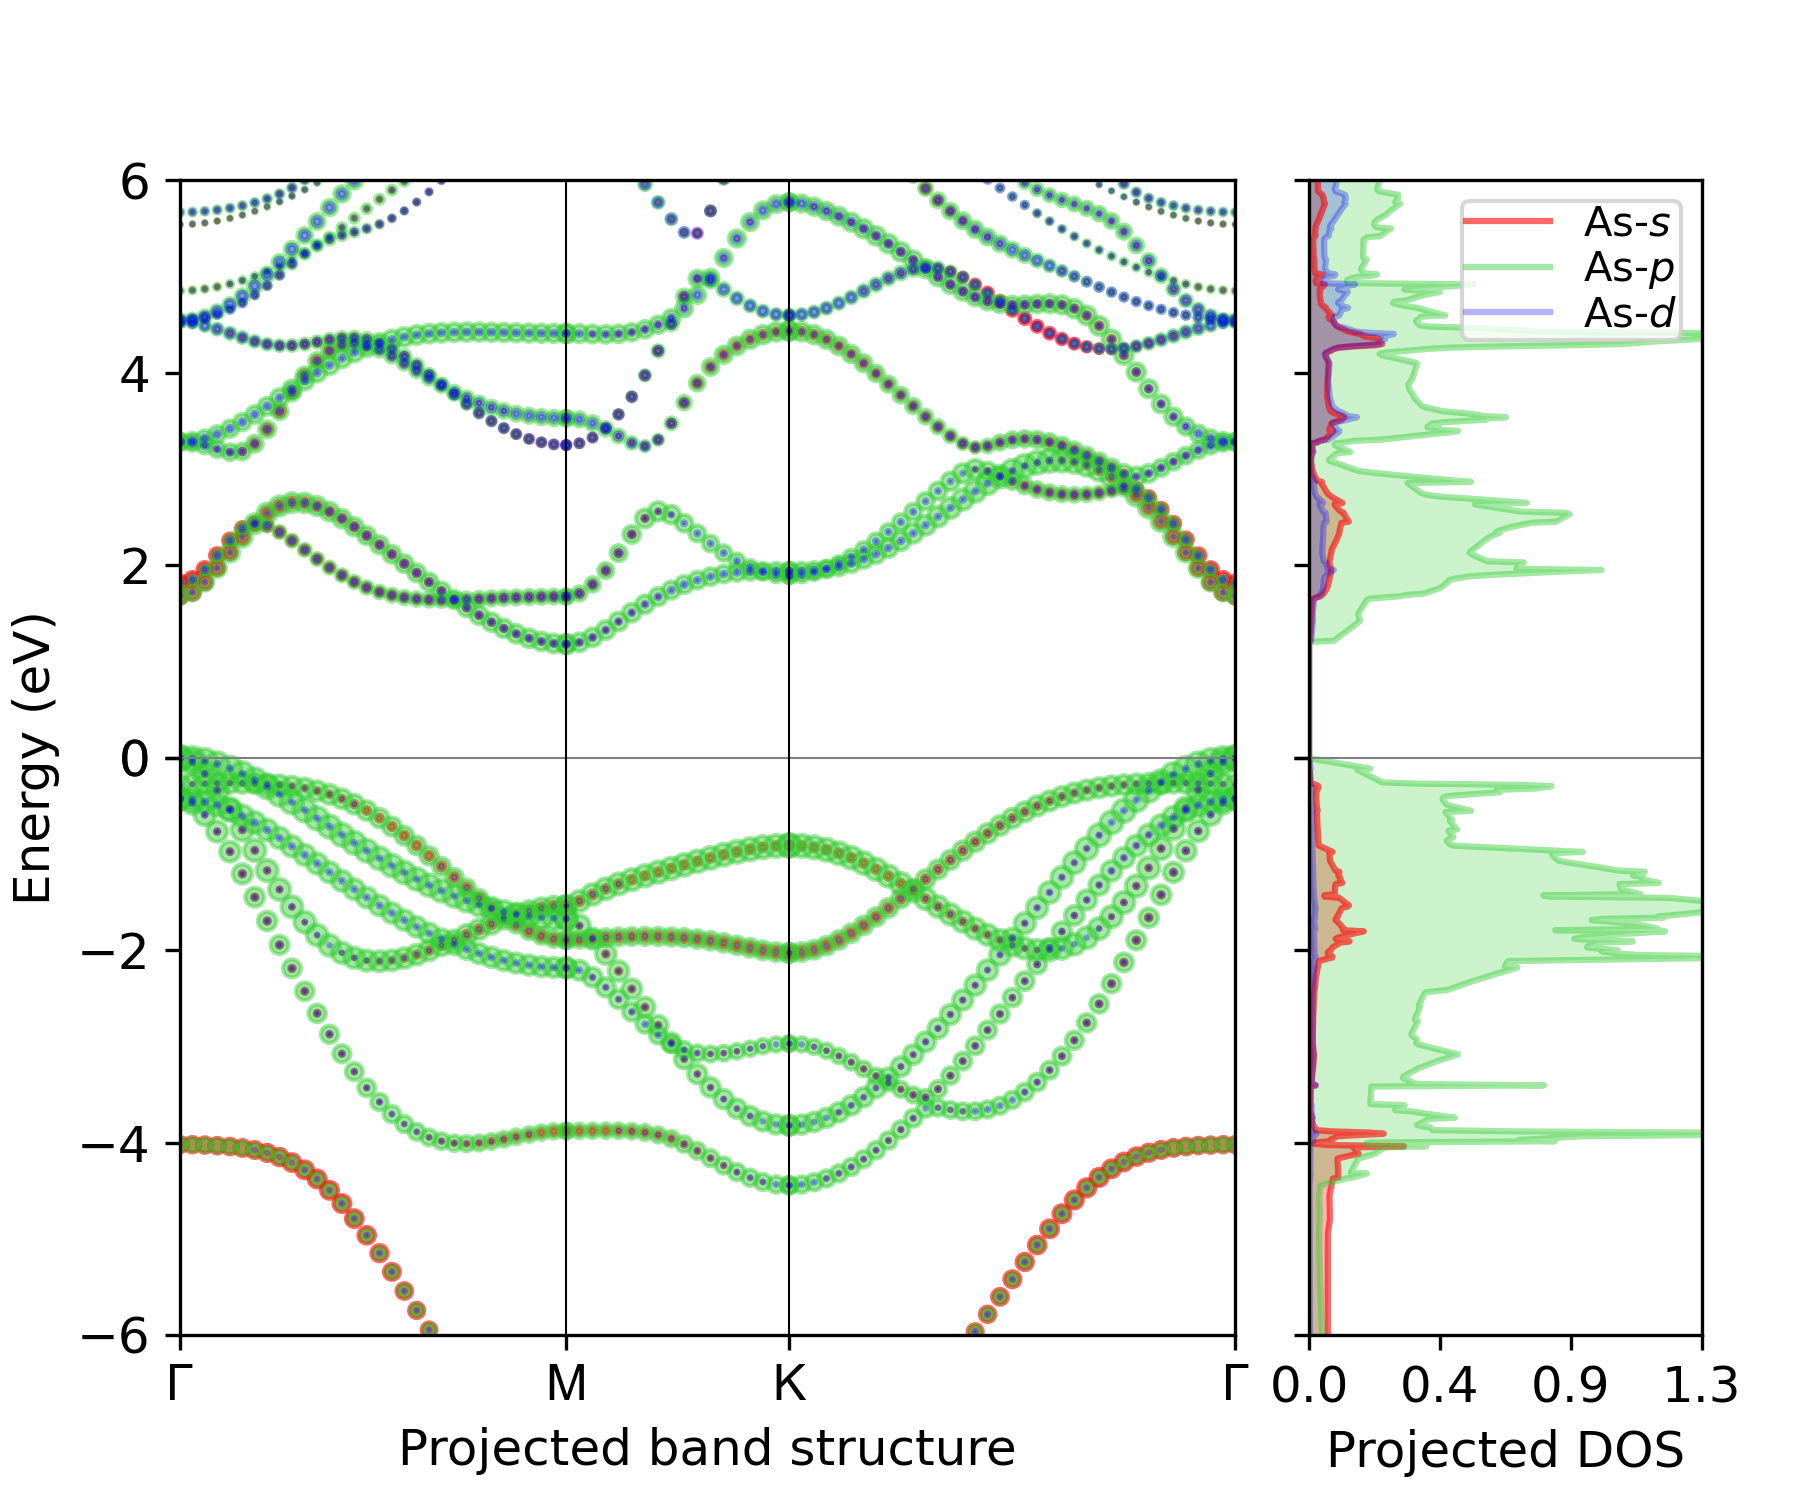 6
4
2
0
−2
−4
−6
Energy (eV)
Γ
M
K
Γ
Projected band structure
As-s
As-p
As-d
0.0
0.4
0.9
1.3
Projected DOS